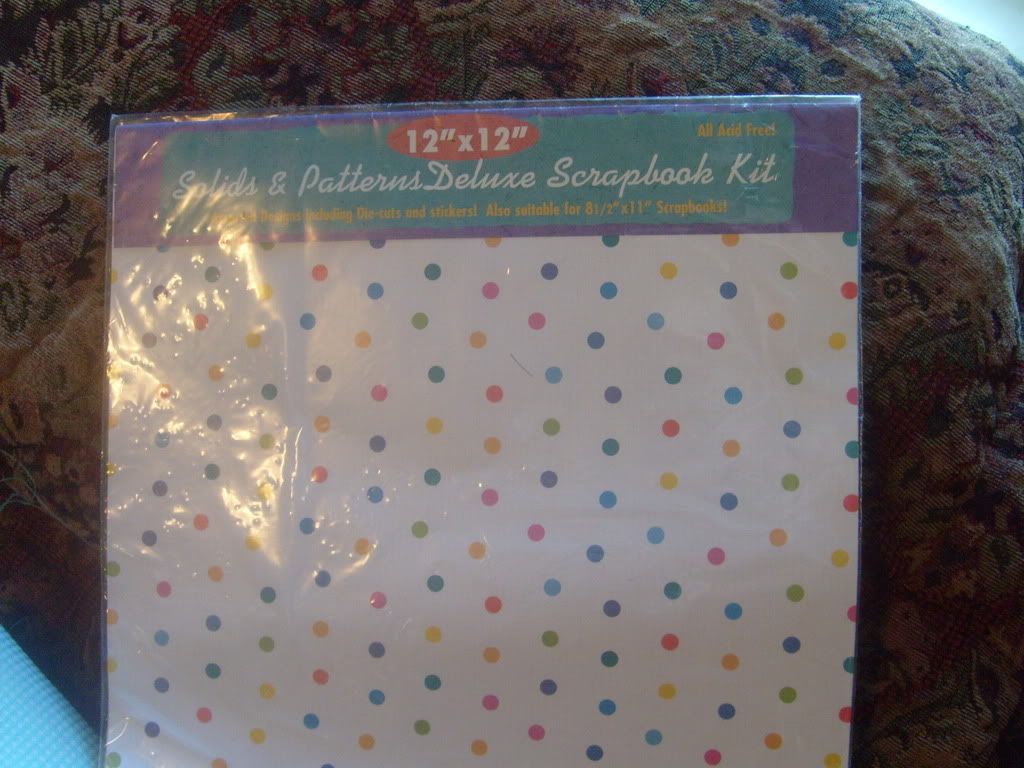 12"x12"
All Acid Free!
Solids & Patterns Deluxe Scrapbook Kit
Designs Including Die-cuts and stickers! Also suitable for 8 1/2"x11" Scrapbooks!